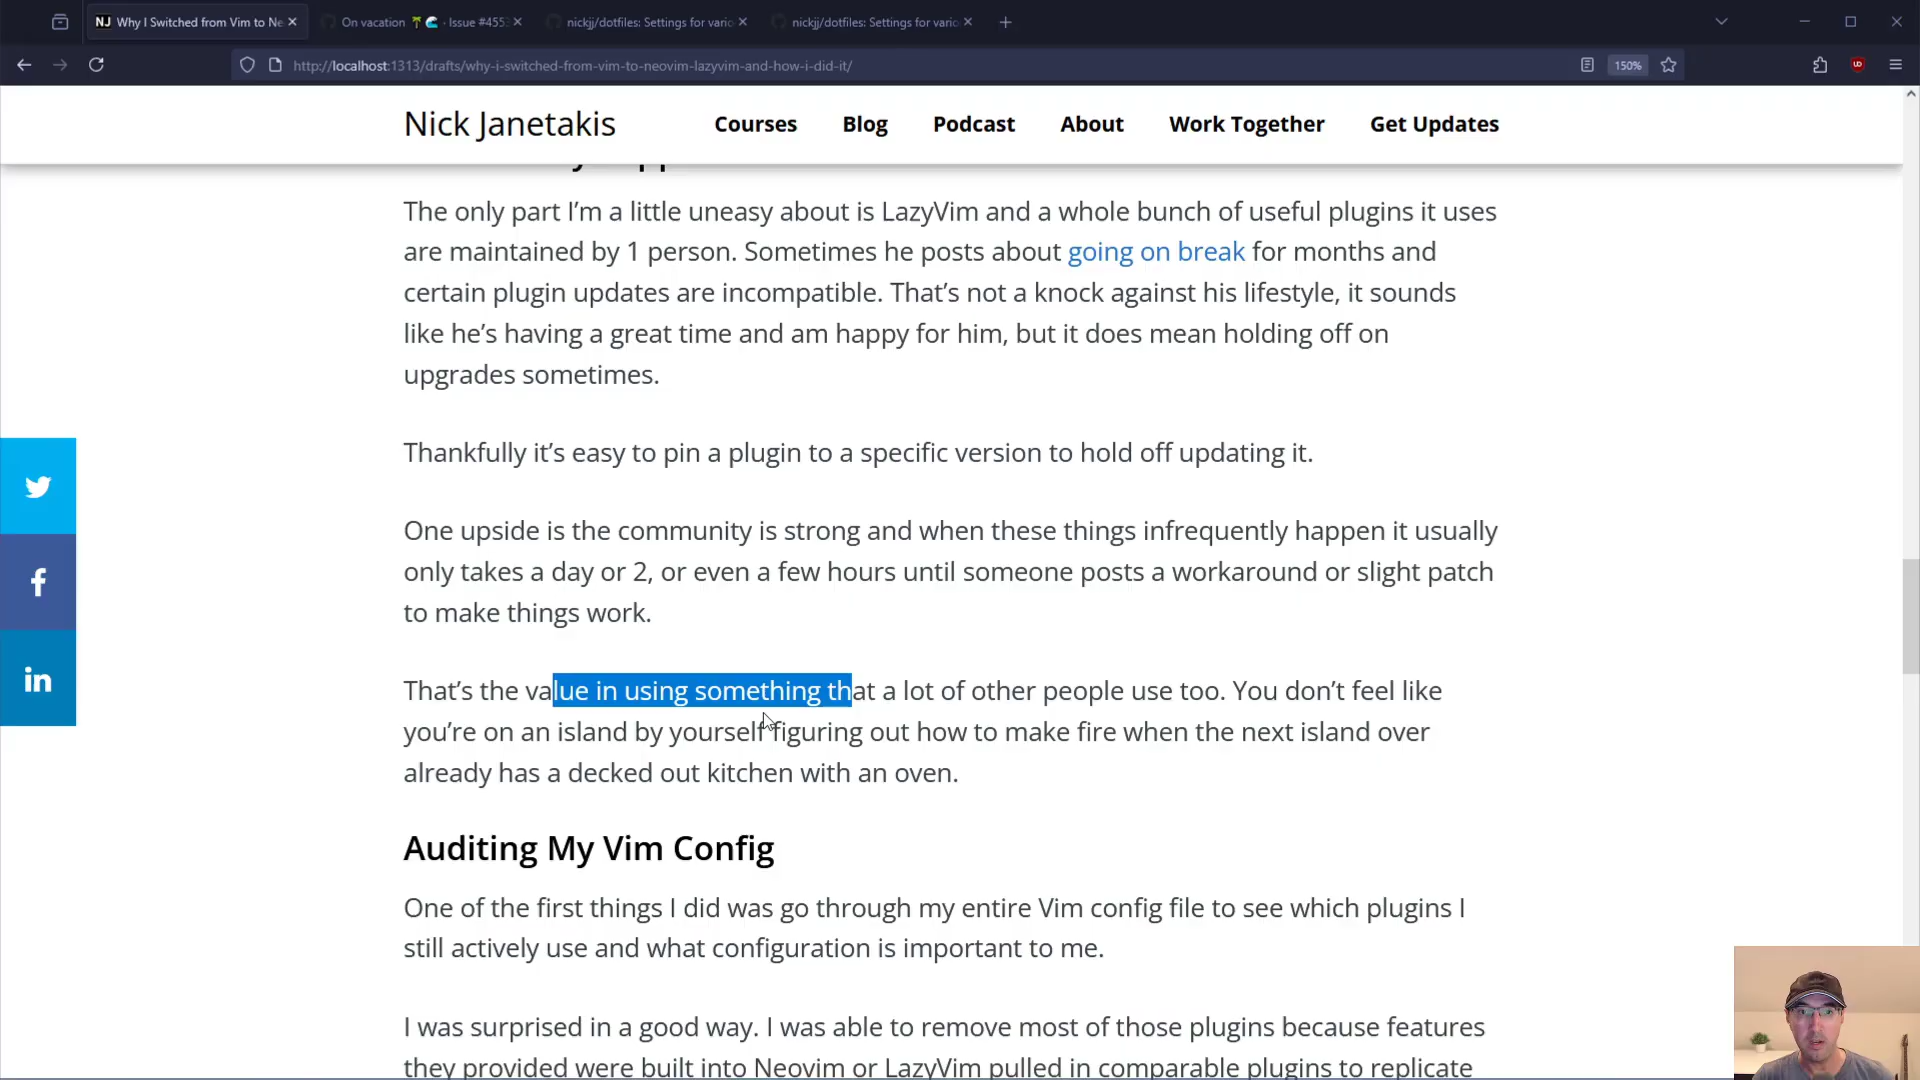 NJ Why I Switched from Vim to Ne
On vacation 🌴🌊 - Issue #455
nickjj/dotfiles: Settings for vario
nickjj/dotfiles: Settings for vario
http://localhost:1313/drafts/why-i-switched-from-vim-to-neovim-lazyvim-and-how-i-did-it/
150%
Nick Janetakis
Courses
Blog
Podcast
About
Work Together
Get Updates
The only part I'm a little uneasy about is LazyVim and a whole bunch of useful plugins it uses
are maintained by 1 person. Sometimes he posts about going on break for months and
certain plugin updates are incompatible. That's not a knock against his lifestyle, it sounds
like he's having a great time and am happy for him, but it does mean holding off on
upgrades sometimes.
Thankfully it's easy to pin a plugin to a specific version to hold off updating it.
One upside is the community is strong and when these things infrequently happen it usually
only takes a day or 2, or even a few hours until someone posts a workaround or slight patch
to make things work.
That's the value in using something that a lot of other people use too. You don't feel like
you're on an island by yourself figuring out how to make fire when the next island over
already has a decked out kitchen with an oven.
Auditing My Vim Config
One of the first things I did was go through my entire Vim config file to see which plugins I
still actively use and what configuration is important to me.
I was surprised in a good way. I was able to remove most of those plugins because features
they provided were built into Neovim or LazyVim pulled in comparable plugins to replicate